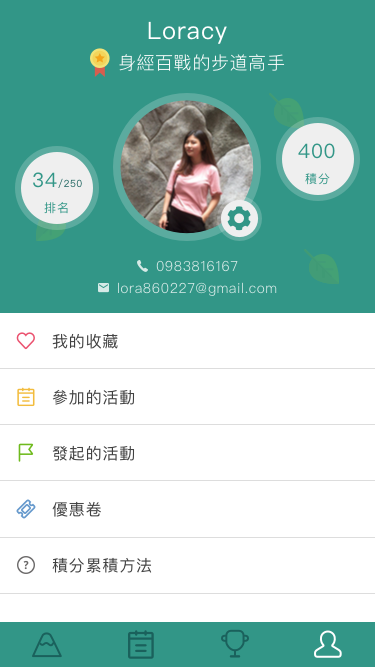 Loracy
身經百戰的步道高手
34/250
排名
400
積分
0983816167
lora860227@gmail.com
我的收藏
參加的活動
發起的活動
優惠卷
積分累積方法